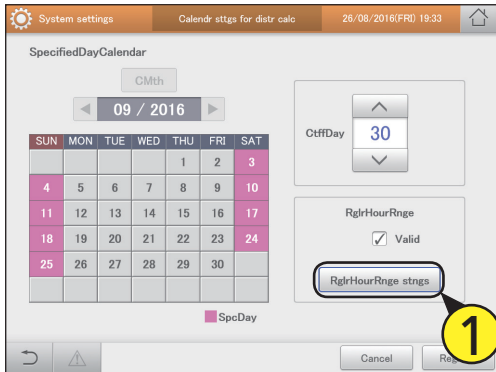 System settings
Calendr sttgs for distr calc
26/08/2016(FRI) 19:33
SpecifiedDayCalendar
CMth
09 / 2016
SUN MON TUE WED THU FRI SAT
1 2 3
4 5 6 7 8 9 10
11 12 13 14 15 16 17
18 19 20 21 22 23 24
25 26 27 28 29 30
SpcDay
CtffDay
30
RglrHourRnge
Valid
RglrHourRnge stngs
1
Cancel